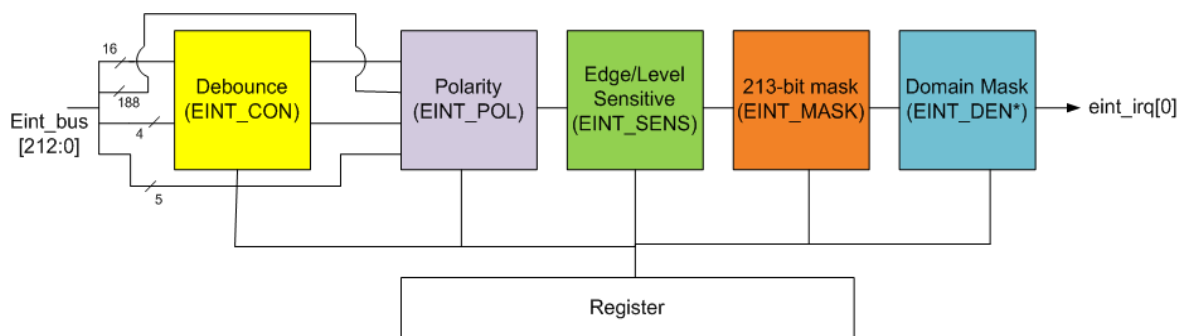 16
188
4
5
Eint_bus
[212:0]
Debounce
(EINT_CON)
Polarity
(EINT_POL)
Edge/Level
Sensitive
(EINT_SENS)
213-bit mask
(EINT_MASK)
Domain Mask
(EINT_DEN*)
eint_irq[0]
Register